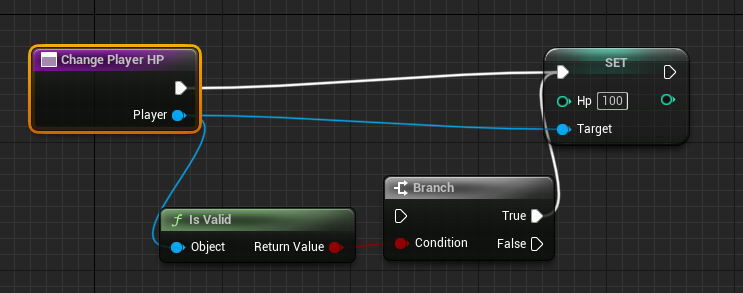 Change Player HP
Player
SET
Hp 100
Target
Is Valid
Object Return Value
Branch
True
Condition False